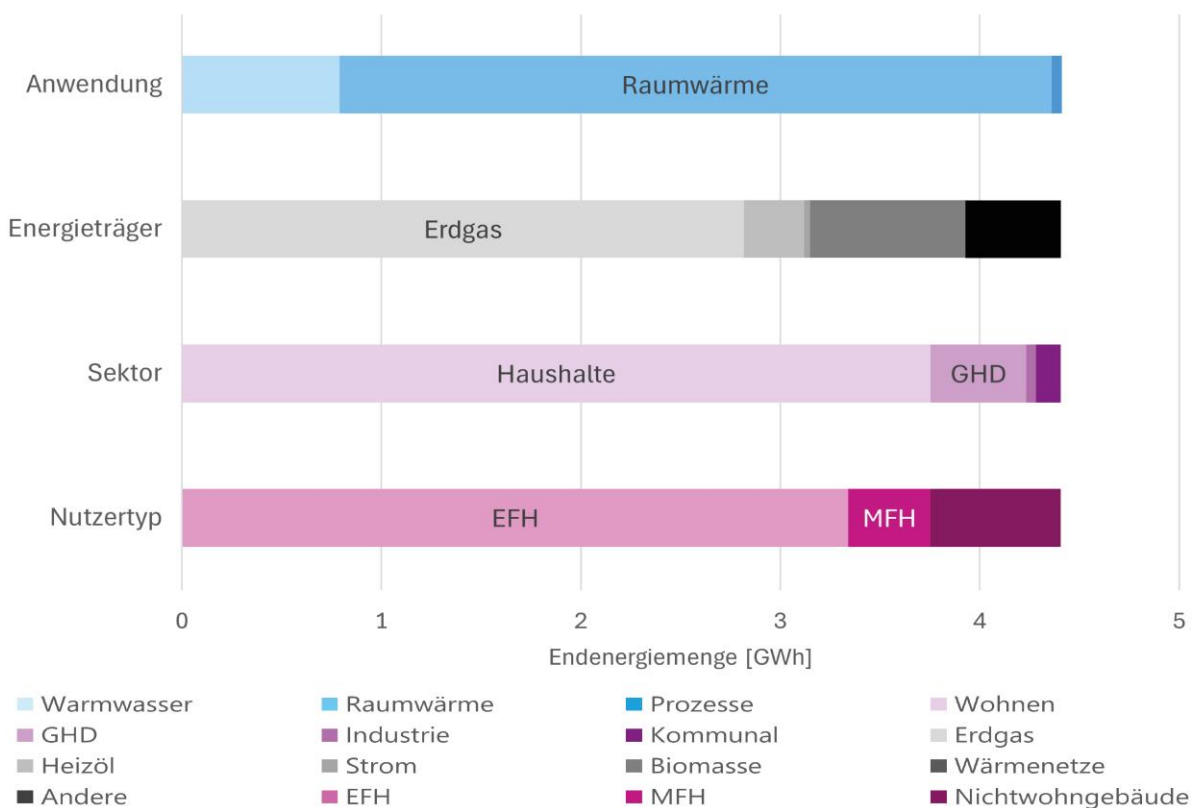 Anwendung
Raumwärme
Energieträger
Erdgas
Sektor
Haushalte
GHD
Nutzertyp
EFH
MFH
0 1 2 3 4 5
Endenergiemenge [GWh]
Warmwasser Raumwärme Prozesse Wohnen
GHD Industrie Kommunal Erdgas
Heizöl Strom Biomasse Wärmenetze
Andere EFH MFH Nichtwohngebäude